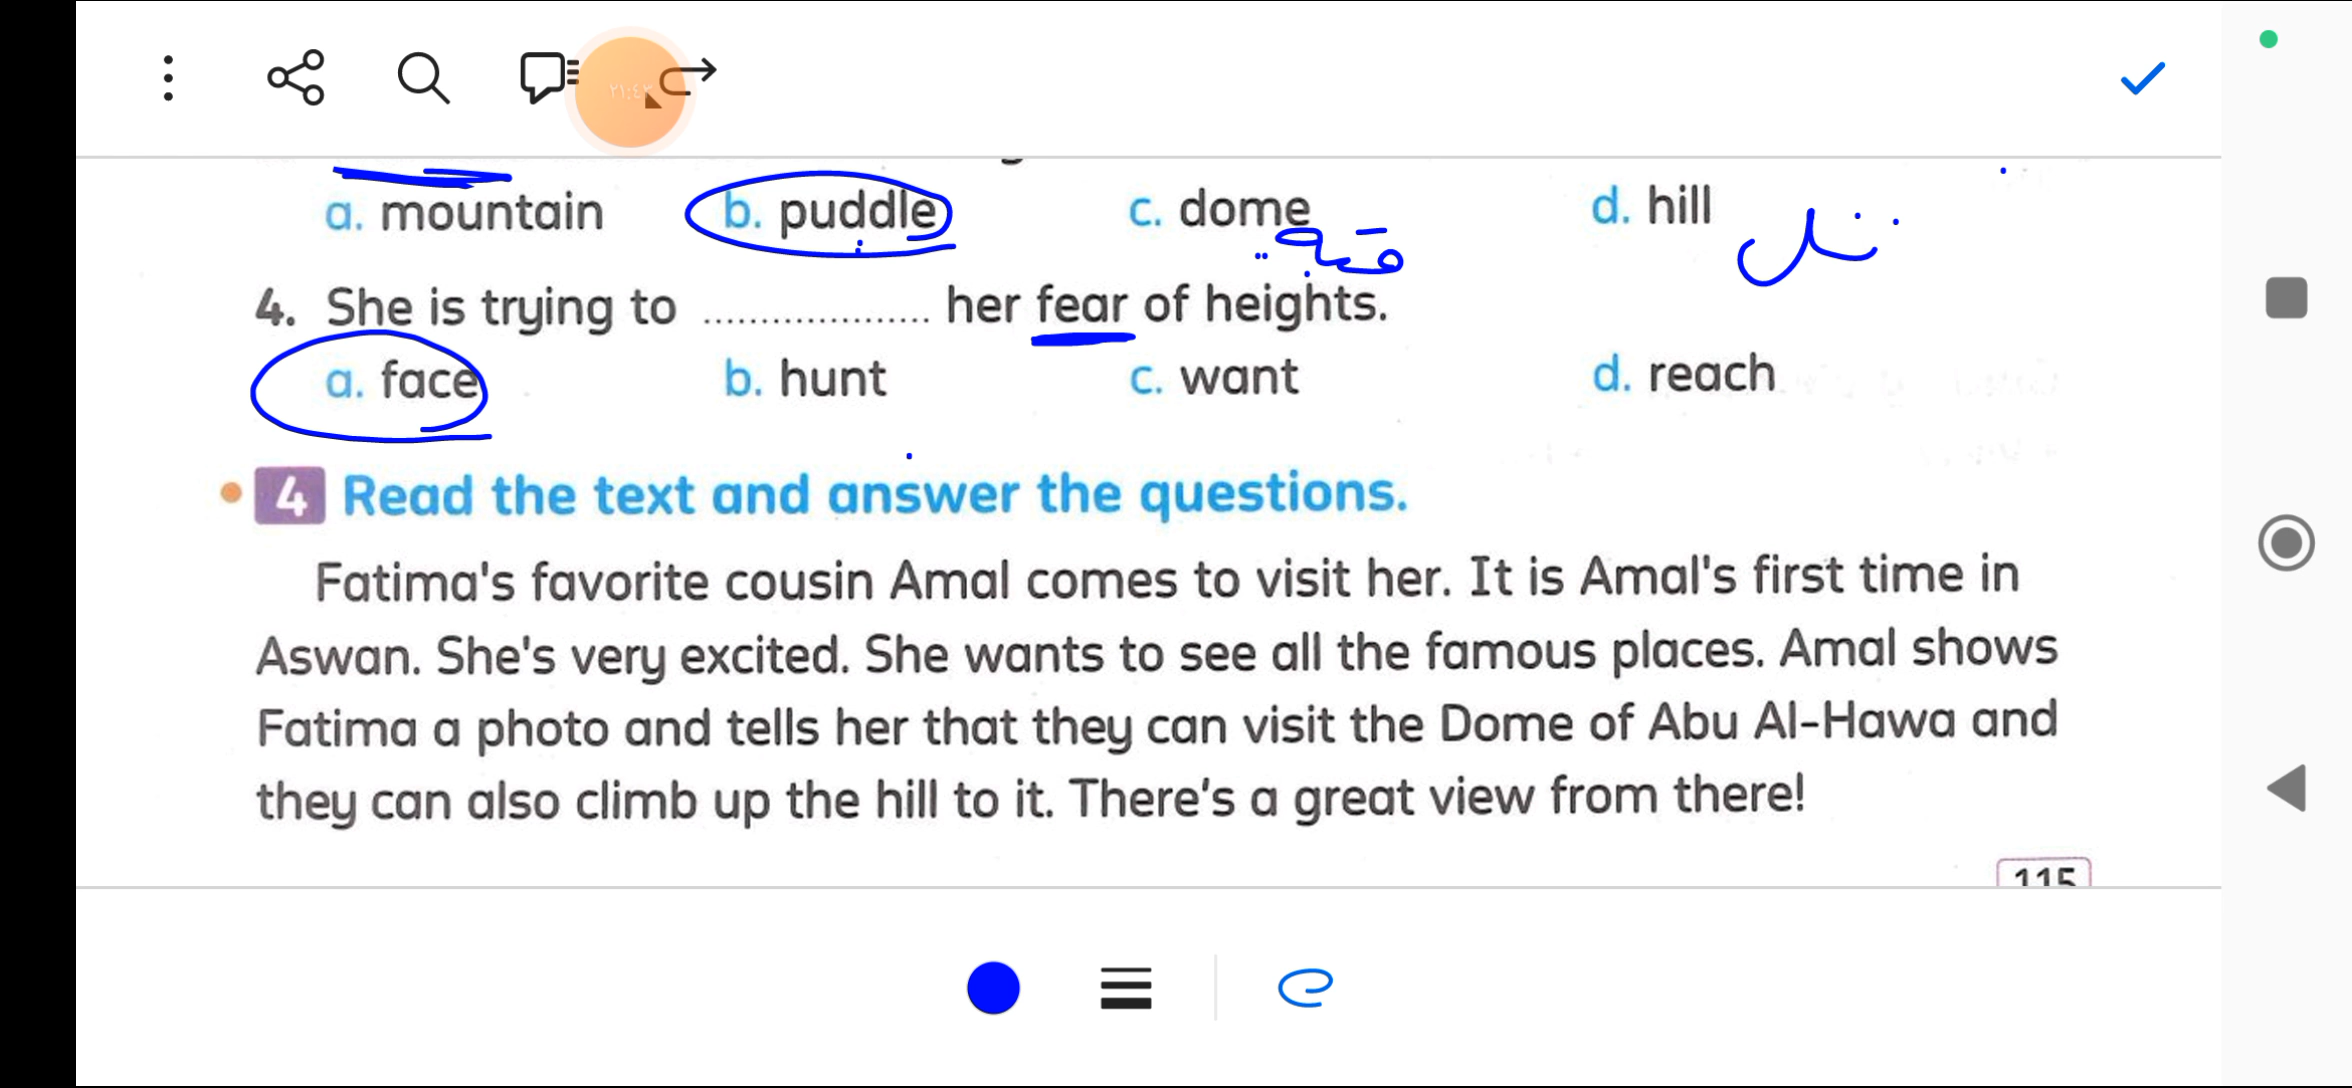 ٢١:٤٢
a. mountain b. puddle c. dome d. hill
قبة تل
4. She is trying to .................... her fear of heights.
a. face b. hunt c. want d. reach
4 Read the text and answer the questions.
Fatima's favorite cousin Amal comes to visit her. It is Amal's first time in
Aswan. She's very excited. She wants to see all the famous places. Amal shows
Fatima a photo and tells her that they can visit the Dome of Abu Al-Hawa and
they can also climb up the hill to it. There's a great view from there!
115